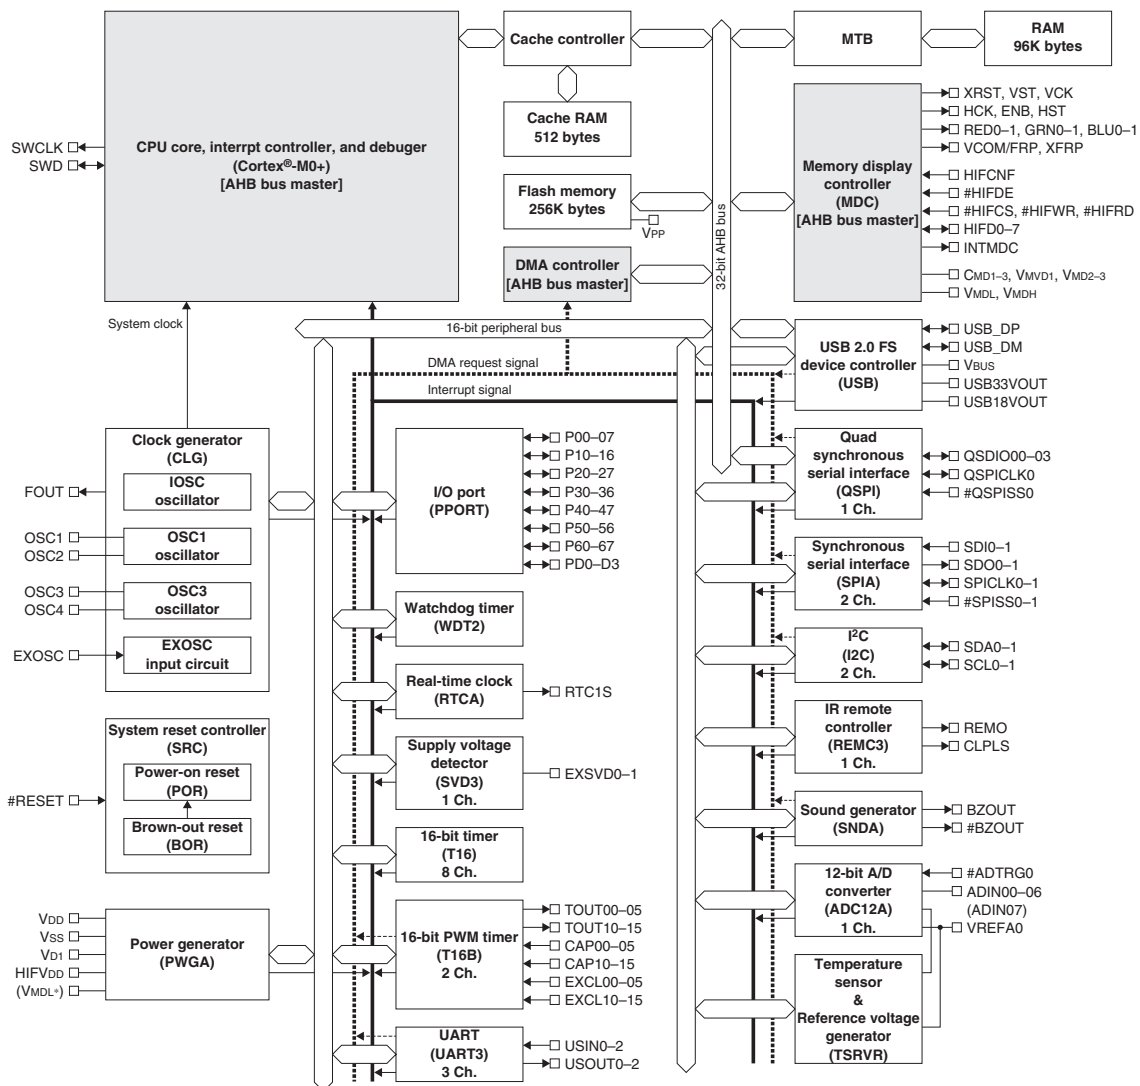 CPU core, interrpt controller, and debuger
(Cortex®-M0+)
[AHB bus master]
SWCLK
SWD
Cache controller
Cache RAM
512 bytes
Flash memory
256K bytes
VPP
DMA controller
[AHB bus master]
32-bit AHB bus
MTB
RAM
96K bytes
Memory display
controller
(MDC)
[AHB bus master]
XRST, VST, VCK
HCK, ENB, HST
RED0–1, GRN0–1, BLU0–1
VCOM/FRP, XFRP
HIFCNF
#HIFDE
#HIFCS, #HIFWR, #HIFRD
HIFD0–7
INTMDC
CMD1–3, VMVD1, VMD2–3
VMDL, VMDH
System clock
16-bit peripheral bus
DMA request signal
Interrupt signal
USB 2.0 FS
device controller
(USB)
USB_DP
USB_DM
VBUS
USB33VOUT
USB18VOUT
Clock generator
(CLG)
IOSC
oscillator
OSC1
oscillator
OSC3
oscillator
EXOSC
input circuit
FOUT
OSC1
OSC2
OSC3
OSC4
EXOSC
System reset controller
(SRC)
Power-on reset
(POR)
Brown-out reset
(BOR)
#RESET
Power generator
(PWGA)
VDD
VSS
VD1
HIFVDD
(VMDL*)
I/O port
(PPORT)
P00–07
P10–16
P20–27
P30–36
P40–47
P50–56
P60–67
PD0–D3
Watchdog timer
(WDT2)
Real-time clock
(RTCA)
RTC1S
Supply voltage
detector
(SVD3)
1 Ch.
EXSVD0–1
16-bit timer
(T16)
8 Ch.
16-bit PWM timer
(T16B)
2 Ch.
TOUT00–05
TOUT10–15
CAP00–05
CAP10–15
EXCL00–05
EXCL10–15
UART
(UART3)
3 Ch.
USIN0–2
USOUT0–2
Quad
synchronous
serial interface
(QSPI)
1 Ch.
QSDIO00–03
QSPICLK0
#QSPISS0
Synchronous
serial interface
(SPIA)
2 Ch.
SDI0–1
SDO0–1
SPICLK0–1
#SPISS0–1
I²C
(I2C)
2 Ch.
SDA0–1
SCL0–1
IR remote
controller
(REMC3)
1 Ch.
REMO
CLPLS
Sound generator
(SNDA)
BZOUT
#BZOUT
12-bit A/D
converter
(ADC12A)
1 Ch.
#ADTRG0
ADIN00–06
(ADIN07)
VREFA0
Temperature
sensor
&
Reference voltage
generator
(TSRVR)